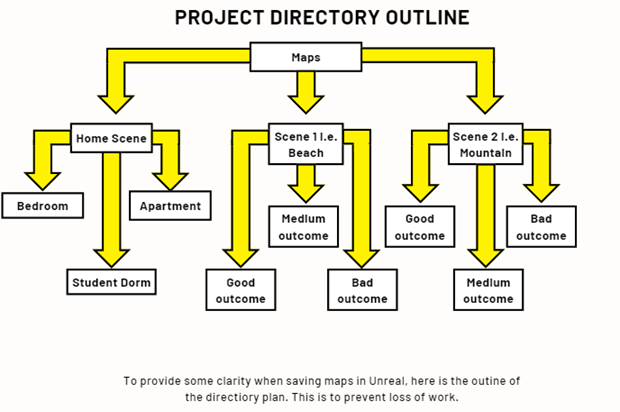 PROJECT DIRECTORY OUTLINE
Maps
Home Scene
Scene 1 I.e.
Beach
Scene 2 I.e.
Mountain
Bedroom
Apartment
Medium
outcome
Good
outcome
Bad
outcome
Student Dorm
Good
outcome
Bad
outcome
Medium
outcome
To provide some clarity when saving maps in Unreal, here is the outine of
the directiory plan. This is to prevent loss of work.